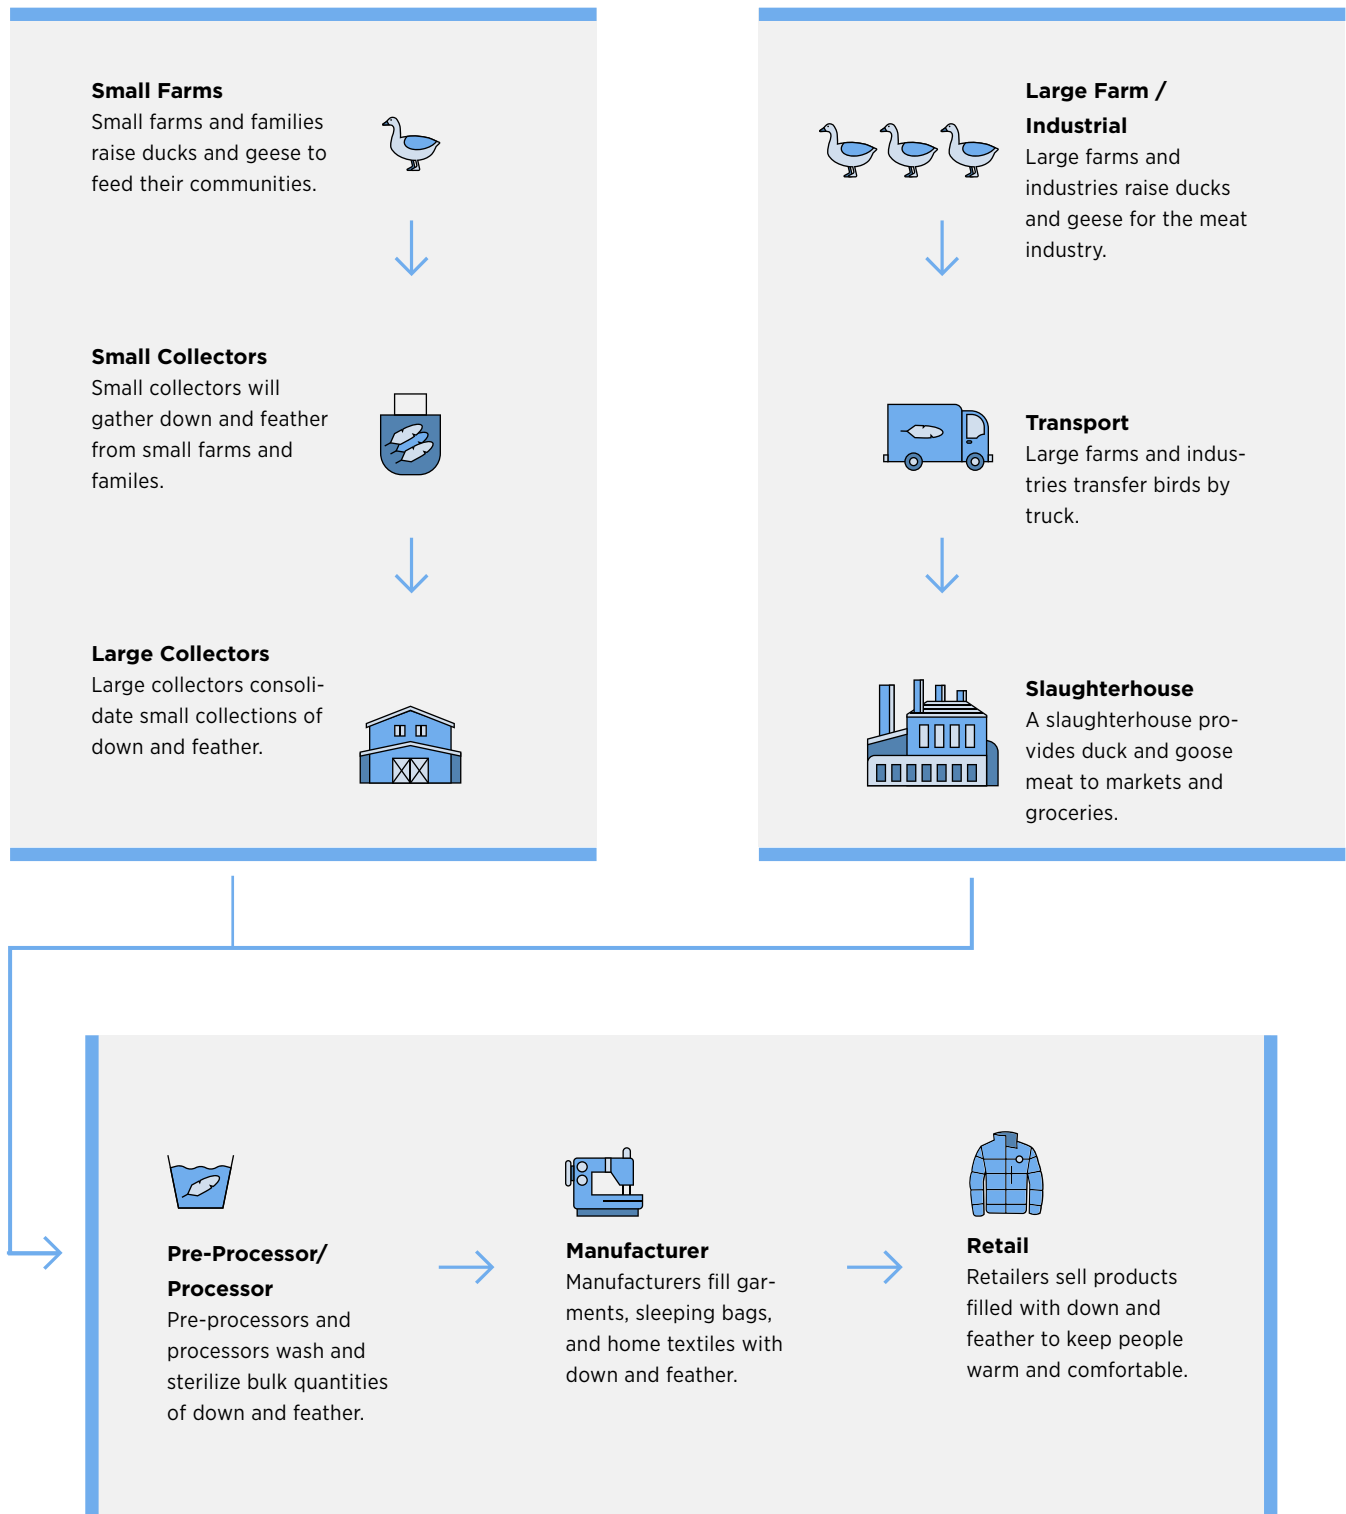 Small Farms
Small farms and families
raise ducks and geese to
feed their communities.
Small Collectors
Small collectors will
gather down and feather
from small farms and
familes.
Large Collectors
Large collectors consoli-
date small collections of
down and feather.
Large Farm /
Industrial
Large farms and
industries raise ducks
and geese for the meat
industry.
Transport
Large farms and indus-
tries transfer birds by
truck.
Slaughterhouse
A slaughterhouse pro-
vides duck and goose
meat to markets and
groceries.
Pre-Processor/
Processor
Pre-processors and
processors wash and
sterilize bulk quantities
of down and feather.
Manufacturer
Manufacturers fill gar-
ments, sleeping bags,
and home textiles with
down and feather.
Retail
Retailers sell products
filled with down and
feather to keep people
warm and comfortable.